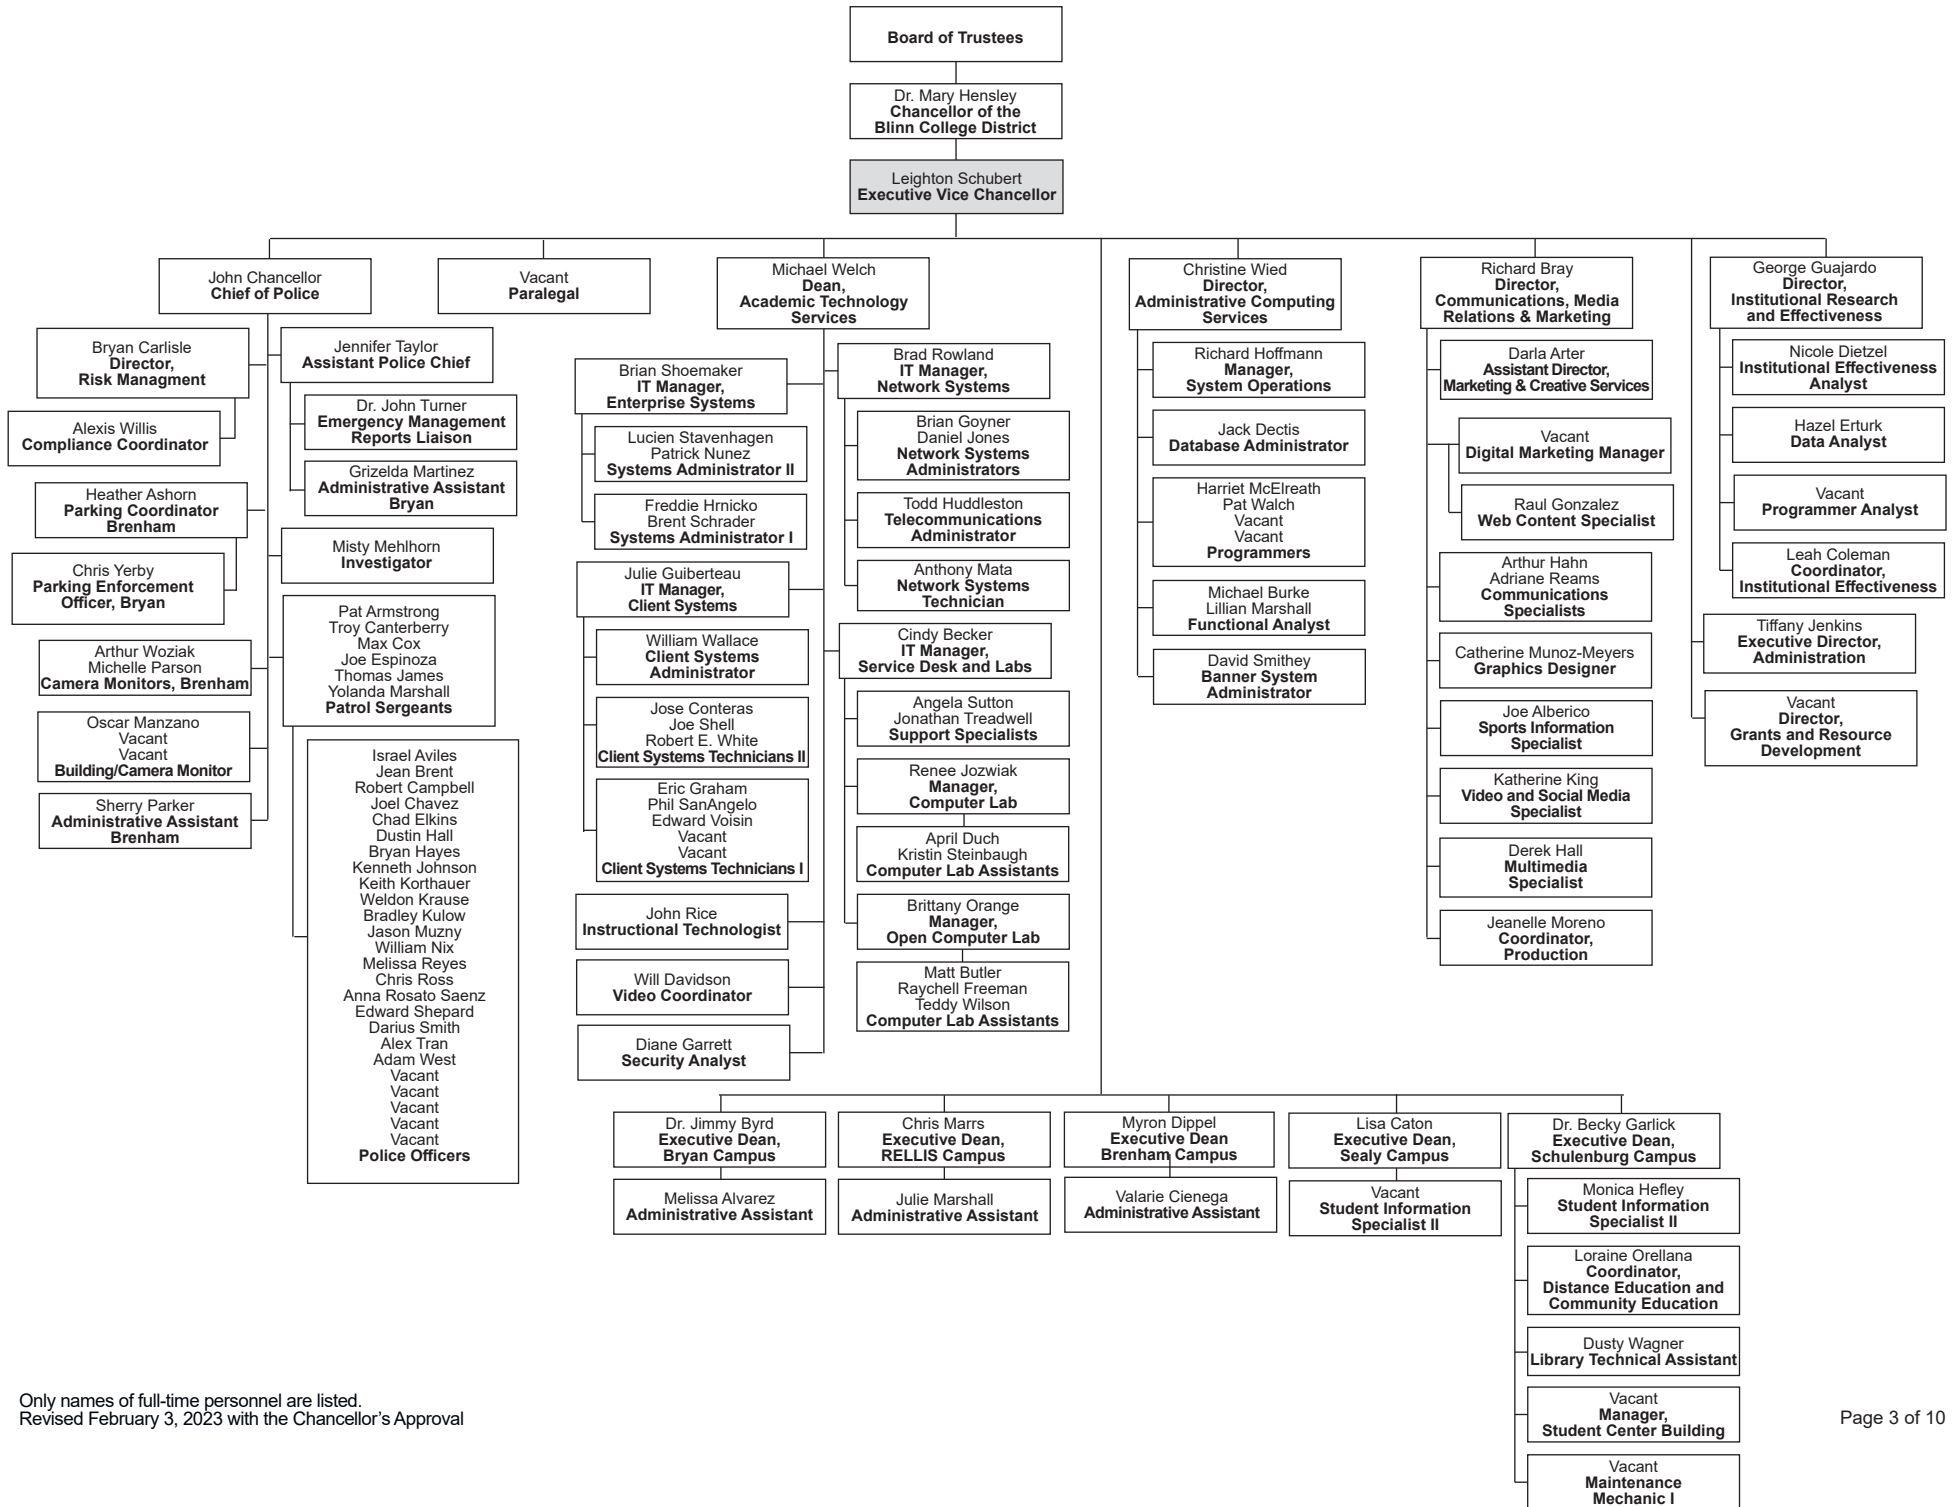 Board of Trustees
Dr. Mary Hensley
Chancellor of the
Blinn College District
Leighton Schubert
Executive Vice Chancellor
John Chancellor
Chief of Police
Bryan Carlisle
Director,
Risk Managment
Alexis Willis
Compliance Coordinator
Heather Ashorn
Parking Coordinator
Brenham
Chris Yerby
Parking Enforcement
Officer, Bryan
Arthur Woziak
Michelle Parson
Camera Monitors, Brenham
Oscar Manzano
Vacant
Vacant
Building/Camera Monitor
Sherry Parker
Administrative Assistant
Brenham
Jennifer Taylor
Assistant Police Chief
Dr. John Turner
Emergency Management
Reports Liaison
Grizelda Martinez
Administrative Assistant
Bryan
Misty Mehlhorn
Investigator
Pat Armstrong
Troy Canterberry
Max Cox
Joe Espinoza
Thomas James
Yolanda Marshall
Patrol Sergeants
Israel Aviles
Jean Brent
Robert Campbell
Joel Chavez
Chad Elkins
Dustin Hall
Bryan Hayes
Kenneth Johnson
Keith Korthauer
Weldon Krause
Bradley Kulow
Jason Muzny
William Nix
Melissa Reyes
Chris Ross
Anna Rosato Saenz
Edward Shepard
Darius Smith
Alex Tran
Adam West
Vacant
Vacant
Vacant
Vacant
Vacant
Police Officers
Vacant
Paralegal
Michael Welch
Dean,
Academic Technology
Services
Brian Shoemaker
IT Manager,
Enterprise Systems
Lucien Stavenhagen
Patrick Nunez
Systems Administrator II
Freddie Hrnicko
Brent Schrader
Systems Administrator I
Julie Guiberteau
IT Manager,
Client Systems
William Wallace
Client Systems
Administrator
Jose Conteras
Joe Shell
Robert E. White
Client Systems Technicians II
Eric Graham
Phil SanAngelo
Edward Voisin
Vacant
Vacant
Client Systems Technicians I
John Rice
Instructional Technologist
Will Davidson
Video Coordinator
Diane Garrett
Security Analyst
Brad Rowland
IT Manager,
Network Systems
Brian Goyner
Daniel Jones
Network Systems
Administrators
Todd Huddleston
Telecommunications
Administrator
Anthony Mata
Network Systems
Technician
Cindy Becker
IT Manager,
Service Desk and Labs
Angela Sutton
Jonathan Treadwell
Support Specialists
Renee Jozwiak
Manager,
Computer Lab
April Duch
Kristin Steinbaugh
Computer Lab Assistants
Brittany Orange
Manager,
Open Computer Lab
Matt Butler
Raychell Freeman
Teddy Wilson
Computer Lab Assistants
Christine Wied
Director,
Administrative Computing
Services
Richard Hoffmann
Manager,
System Operations
Jack Dectis
Database Administrator
Harriet McElreath
Pat Walch
Vacant
Vacant
Programmers
Michael Burke
Lillian Marshall
Functional Analyst
David Smithey
Banner System
Administrator
Richard Bray
Director,
Communications, Media
Relations & Marketing
Darla Arter
Assistant Director,
Marketing & Creative Services
Vacant
Digital Marketing Manager
Raul Gonzalez
Web Content Specialist
Arthur Hahn
Adriane Reams
Communications
Specialists
Catherine Munoz-Meyers
Graphics Designer
Joe Alberico
Sports Information
Specialist
Katherine King
Video and Social Media
Specialist
Derek Hall
Multimedia
Specialist
Jeanelle Moreno
Coordinator,
Production
George Guajardo
Director,
Institutional Research
and Effectiveness
Nicole Dietzel
Institutional Effectiveness
Analyst
Hazel Erturk
Data Analyst
Vacant
Programmer Analyst
Leah Coleman
Coordinator,
Institutional Effectiveness
Tiffany Jenkins
Executive Director,
Administration
Vacant
Director,
Grants and Resource
Development
Dr. Jimmy Byrd
Executive Dean,
Bryan Campus
Melissa Alvarez
Administrative Assistant
Chris Marrs
Executive Dean,
RELLIS Campus
Julie Marshall
Administrative Assistant
Myron Dippel
Executive Dean
Brenham Campus
Valarie Cienega
Administrative Assistant
Lisa Caton
Executive Dean,
Sealy Campus
Vacant
Student Information
Specialist II
Dr. Becky Garlick
Executive Dean,
Schulenburg Campus
Monica Hefley
Student Information
Specialist II
Loraine Orellana
Coordinator,
Distance Education and
Community Education
Dusty Wagner
Library Technical Assistant
Vacant
Manager,
Student Center Building
Vacant
Maintenance
Mechanic I
Only names of full-time personnel are listed.
Revised February 3, 2023 with the Chancellor's Approval
Page 3 of 10